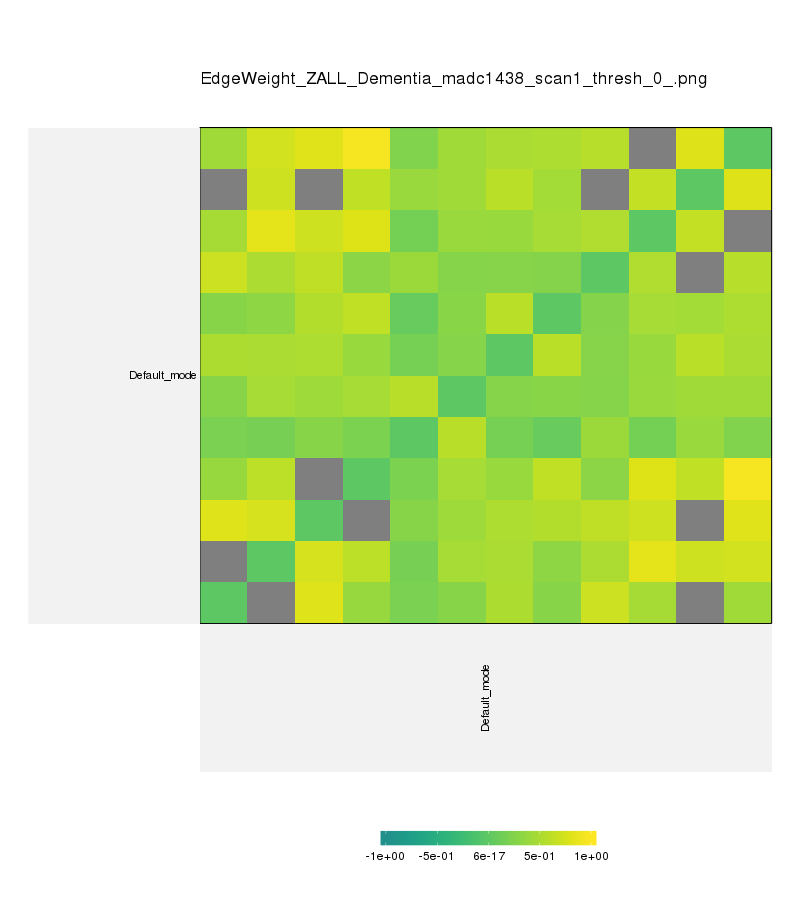 EdgeWeight_ZALL_Dementia_madc1438_scan1_thresh_0_.png
Default_mode
Default_mode
-1e+00 -5e-01 6e-17 5e-01 1e+00